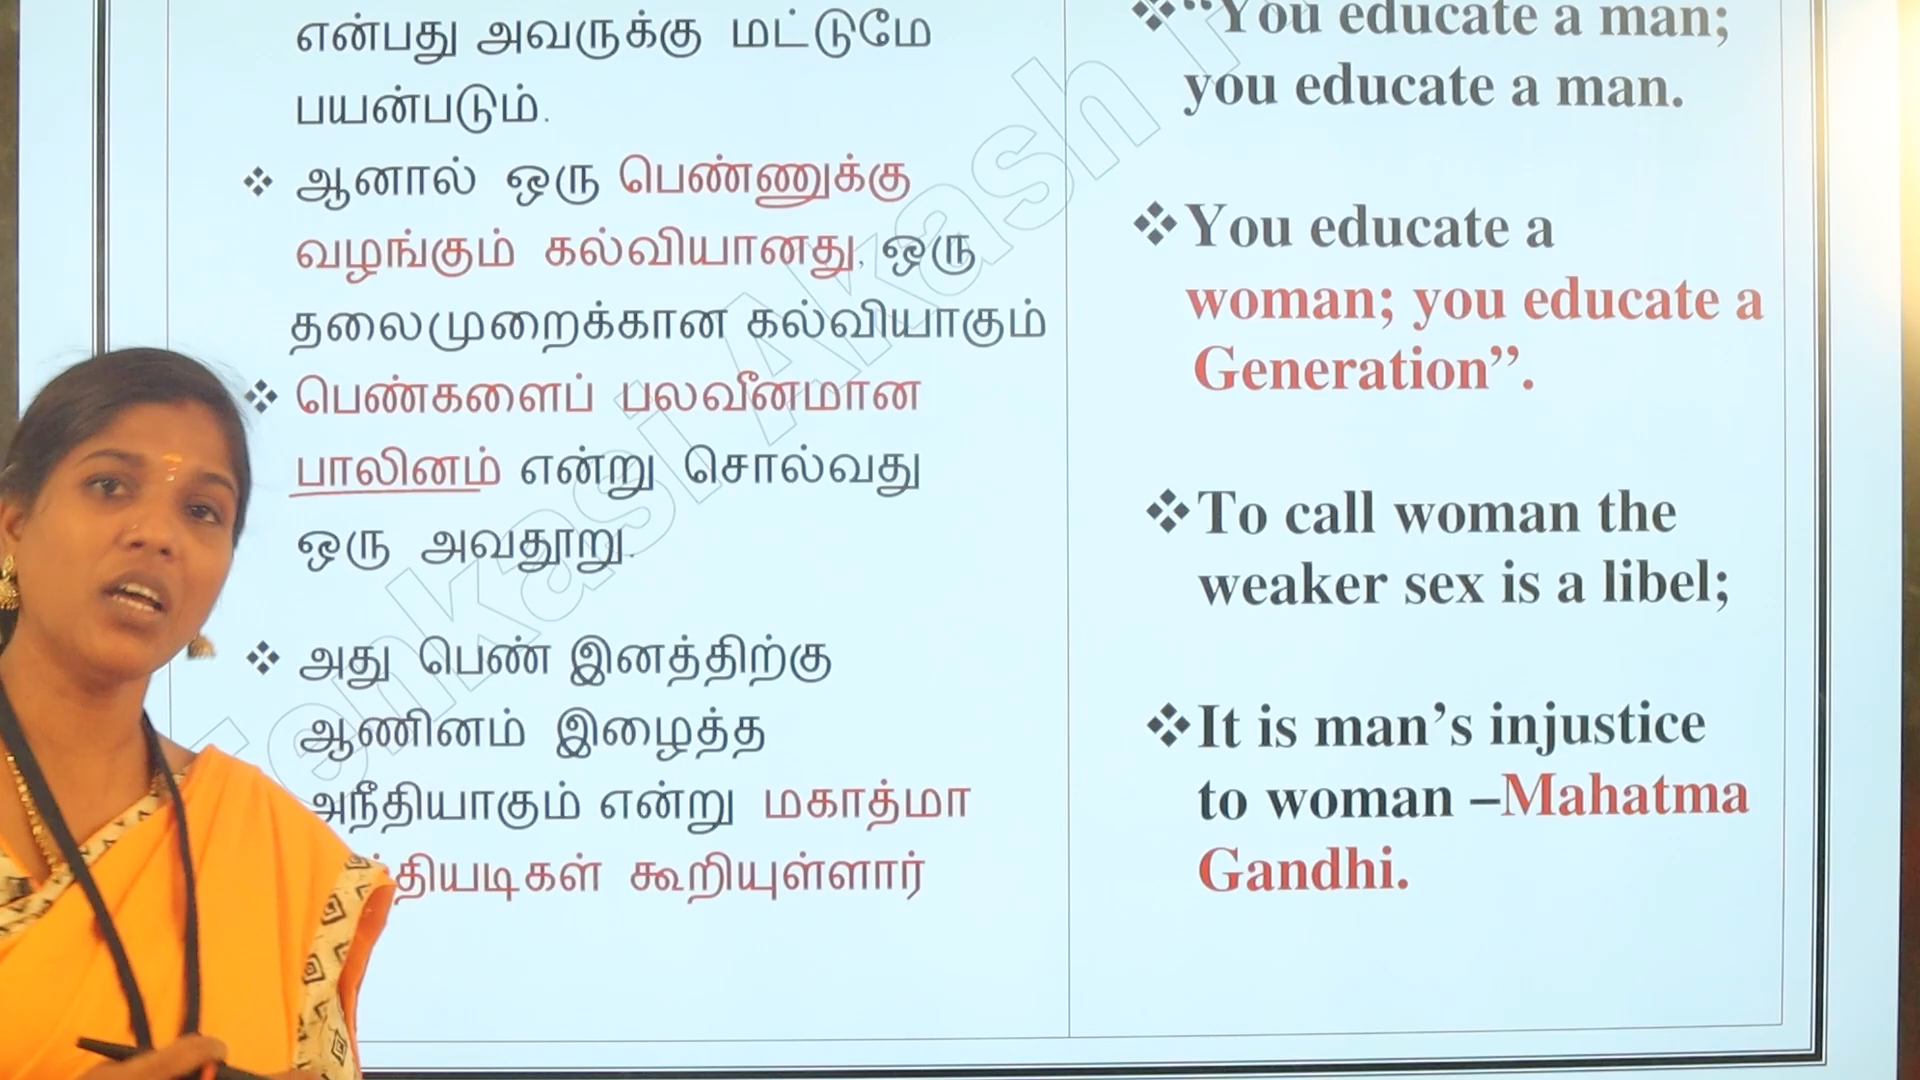 என்பது அவருக்கு மட்டுமே
பயன்படும்.
❖ ஆனால் ஒரு பெண்ணுக்கு
வழங்கும் கல்வியானது, ஒரு
தலைமுறைக்கான கல்வியாகும்
❖ பெண்களைப் பலவீனமான
பாலினம் என்று சொல்வது
ஒரு அவதூறு.
❖ அது பெண் இனத்திற்கு
ஆணினம் இழைத்த
அநீதியாகும் என்று மகாத்மா
கூறியுள்ளார்
❖ “You educate a man;
you educate a man.
❖ You educate a
woman; you educate a
Generation”.
❖ To call woman the
weaker sex is a libel;
❖ It is man’s injustice
to woman –Mahatma
Gandhi.
Tenkasi Akash